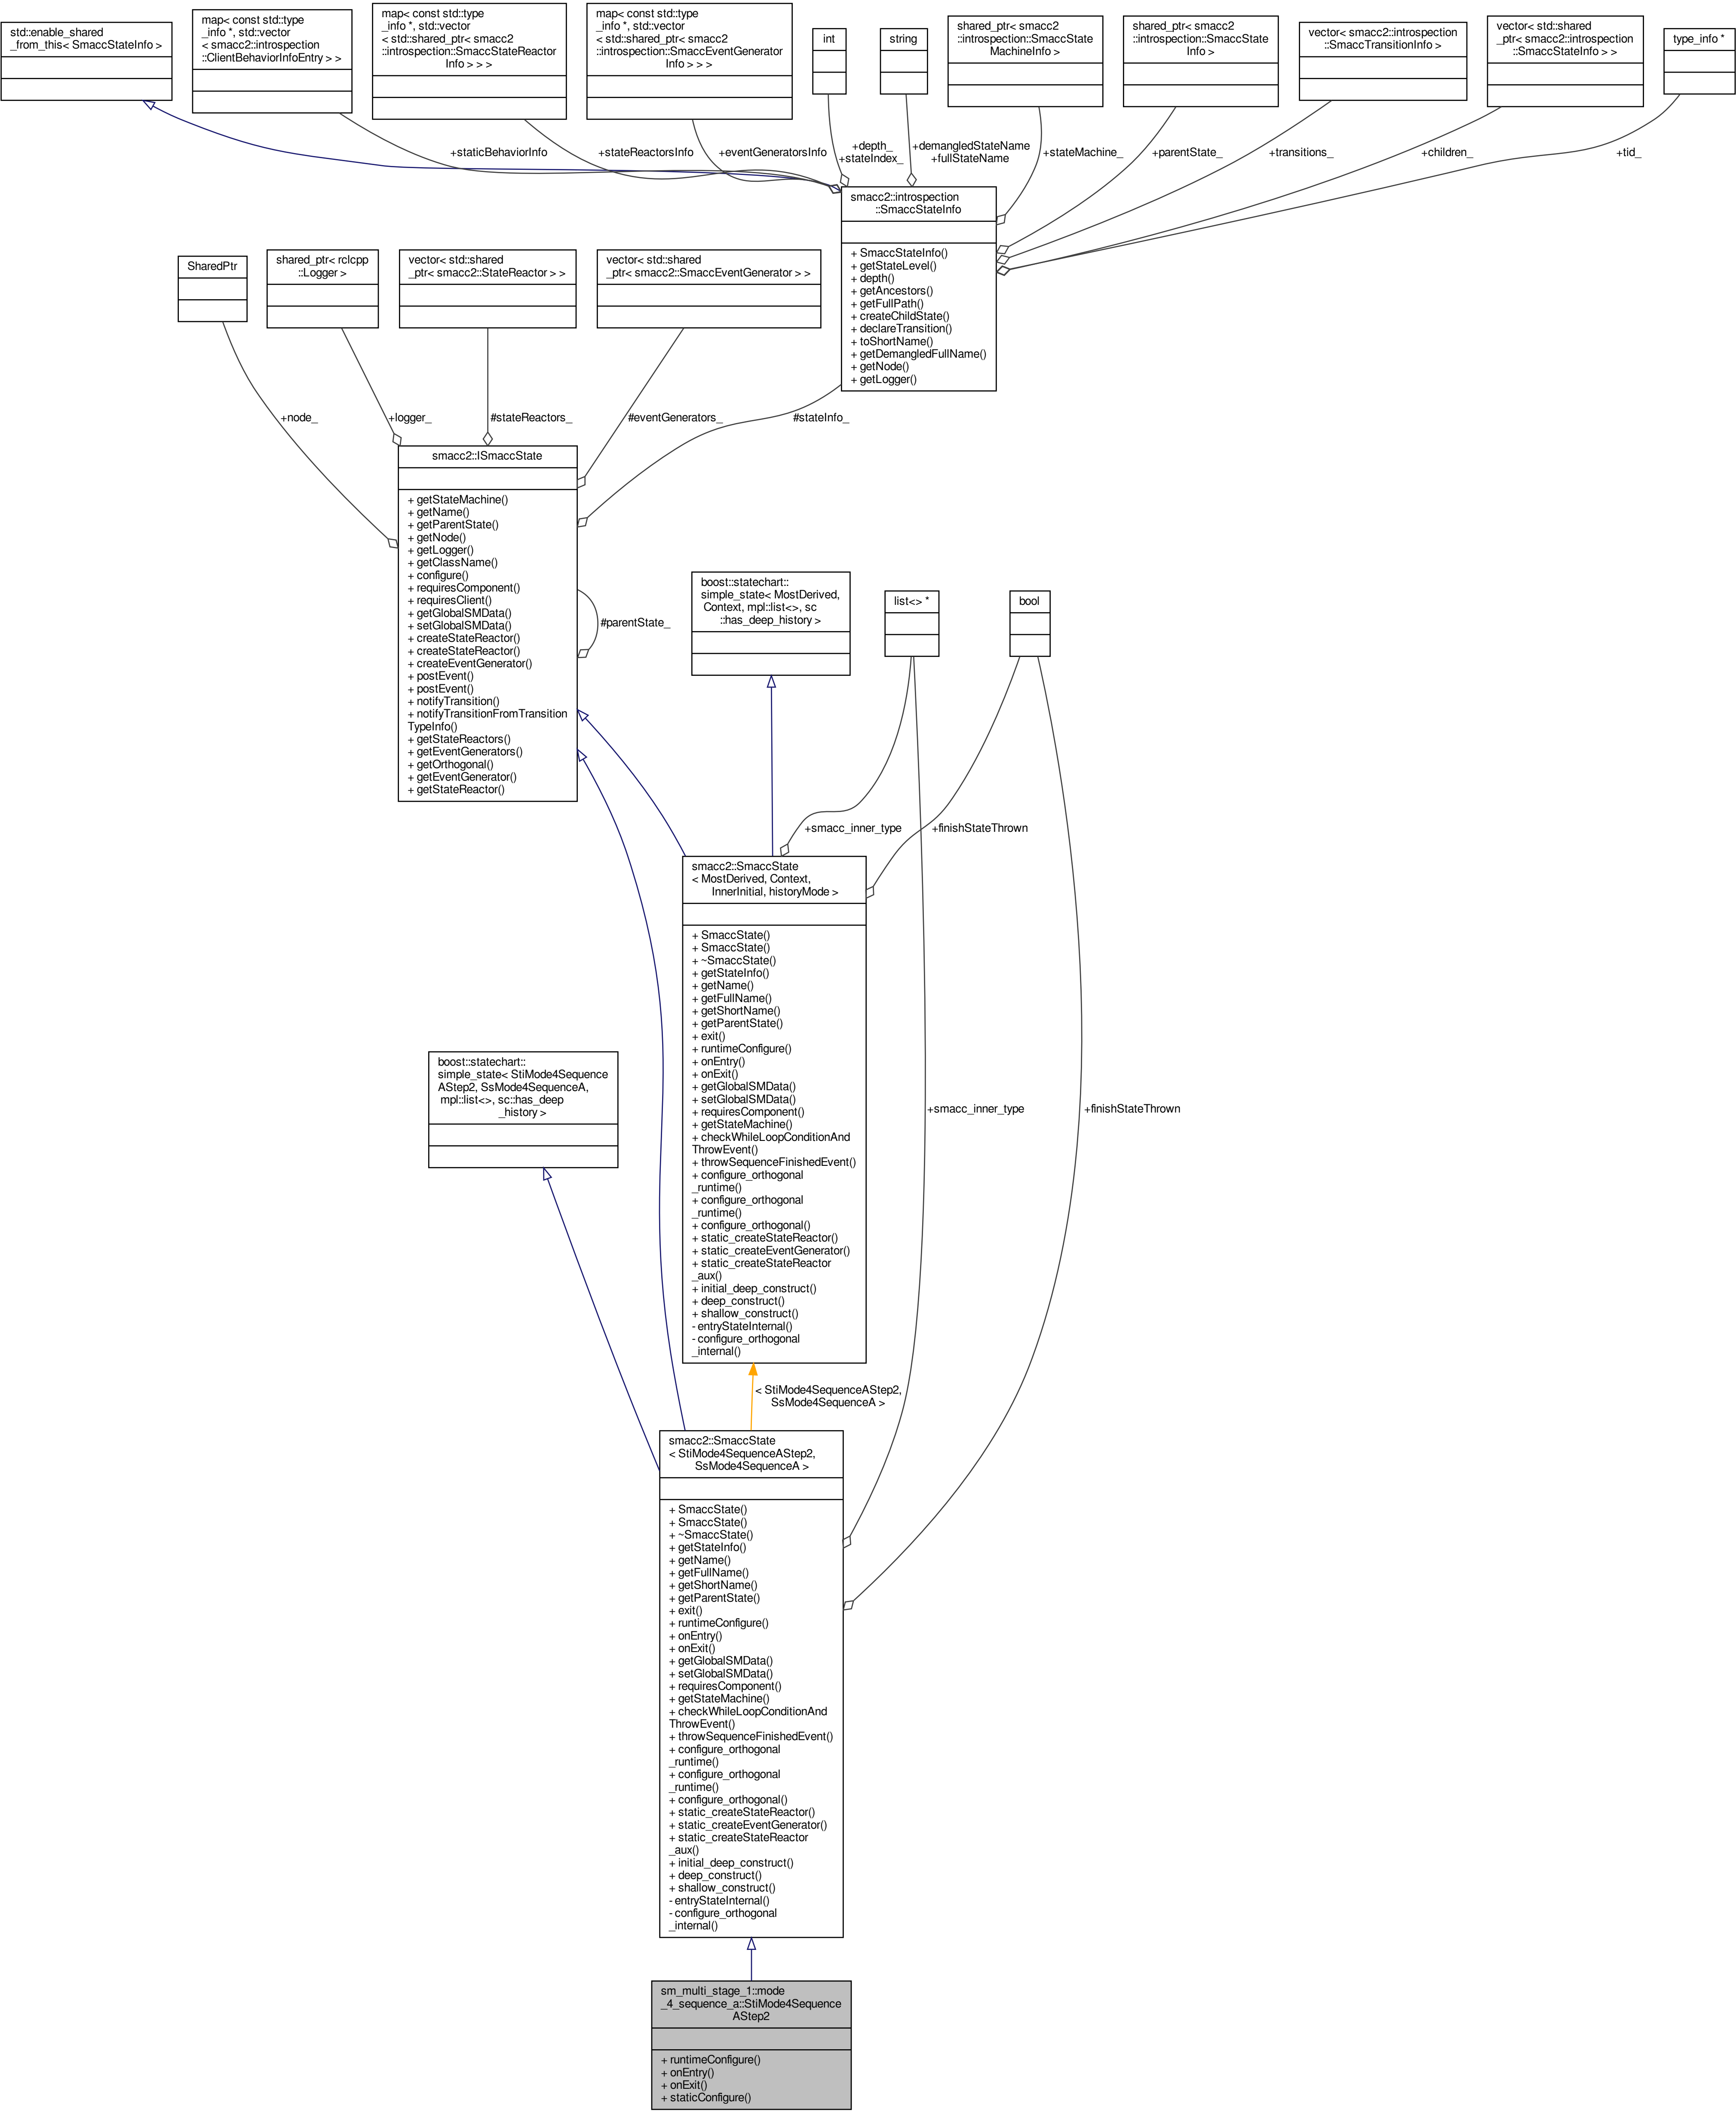 std::enable_shared
_from_this< SmaccStateInfo >
map< const std::type
_info *, std::vector
< smacc2::introspection
::ClientBehaviorInfoEntry > >
map< const std::type
_info *, std::vector
< std::shared_ptr< smacc2
::introspection::SmaccStateReactor
Info > > >
map< const std::type
_info *, std::vector
< std::shared_ptr< smacc2
::introspection::SmaccEventGenerator
Info > > >
int
string
shared_ptr< smacc2
::introspection::SmaccState
MachineInfo >
shared_ptr< smacc2
::introspection::SmaccState
Info >
vector< smacc2::introspection
::SmaccTransitionInfo >
vector< std::shared
_ptr< smacc2::introspection
::SmaccStateInfo > >
type_info *
+staticBehaviorInfo
+stateReactorsInfo
+eventGeneratorsInfo
+depth_
+stateIndex_
+demangledStateName
+fullStateName
+stateMachine_
+parentState_
+transitions_
+children_
+tid_
smacc2::introspection
::SmaccStateInfo
+ SmaccStateInfo()
+ getStateLevel()
+ depth()
+ getAncestors()
+ getFullPath()
+ createChildState()
+ declareTransition()
+ toShortName()
+ getDemangledFullName()
+ getNode()
+ getLogger()
SharedPtr
shared_ptr< rclcpp
::Logger >
vector< std::shared
_ptr< smacc2::StateReactor > >
vector< std::shared
_ptr< smacc2::SmaccEventGenerator > >
+node_
+logger_
#stateReactors_
#eventGenerators_
#stateInfo_
smacc2::ISmaccState
+ getStateMachine()
+ getName()
+ getParentState()
+ getNode()
+ getLogger()
+ getClassName()
+ configure()
+ requiresComponent()
+ requiresClient()
+ getGlobalSMData()
+ setGlobalSMData()
+ createStateReactor()
+ createStateReactor()
+ createEventGenerator()
+ postEvent()
+ postEvent()
+ notifyTransition()
+ notifyTransitionFromTransition
TypeInfo()
+ getStateReactors()
+ getEventGenerators()
+ getOrthogonal()
+ getEventGenerator()
+ getStateReactor()
#parentState_
boost::statechart::
simple_state< MostDerived,
Context, mpl::list<>, sc
::has_deep_history >
list<> *
bool
+smacc_inner_type
+finishStateThrown
smacc2::SmaccState
< MostDerived, Context,
InnerInitial, historyMode >
+ SmaccState()
+ SmaccState()
+ ~SmaccState()
+ getStateInfo()
+ getName()
+ getFullName()
+ getShortName()
+ getParentState()
+ exit()
+ runtimeConfigure()
+ onEntry()
+ onExit()
+ getGlobalSMData()
+ setGlobalSMData()
+ requiresComponent()
+ getStateMachine()
+ checkWhileLoopConditionAnd
ThrowEvent()
+ throwSequenceFinishedEvent()
+ configure_orthogonal
_runtime()
+ configure_orthogonal
_runtime()
+ configure_orthogonal()
+ static_createStateReactor()
+ static_createEventGenerator()
+ static_createStateReactor
_aux()
+ initial_deep_construct()
+ deep_construct()
+ shallow_construct()
- entryStateInternal()
- configure_orthogonal
_internal()
boost::statechart::
simple_state< StiMode4Sequence
AStep2, SsMode4SequenceA,
mpl::list<>, sc::has_deep
_history >
+smacc_inner_type
+finishStateThrown
< StiMode4SequenceAStep2,
SsMode4SequenceA >
smacc2::SmaccState
< StiMode4SequenceAStep2,
SsMode4SequenceA >
+ SmaccState()
+ SmaccState()
+ ~SmaccState()
+ getStateInfo()
+ getName()
+ getFullName()
+ getShortName()
+ getParentState()
+ exit()
+ runtimeConfigure()
+ onEntry()
+ onExit()
+ getGlobalSMData()
+ setGlobalSMData()
+ requiresComponent()
+ getStateMachine()
+ checkWhileLoopConditionAnd
ThrowEvent()
+ throwSequenceFinishedEvent()
+ configure_orthogonal
_runtime()
+ configure_orthogonal
_runtime()
+ configure_orthogonal()
+ static_createStateReactor()
+ static_createEventGenerator()
+ static_createStateReactor
_aux()
+ initial_deep_construct()
+ deep_construct()
+ shallow_construct()
- entryStateInternal()
- configure_orthogonal
_internal()
sm_multi_stage_1::mode
_4_sequence_a::StiMode4Sequence
AStep2
+ runtimeConfigure()
+ onEntry()
+ onExit()
+ staticConfigure()